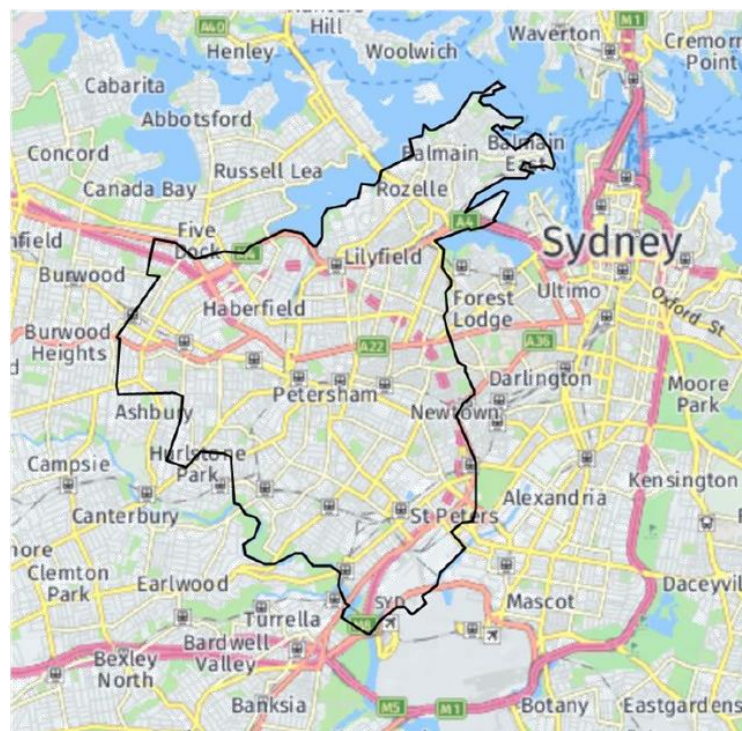 Hunters
Hill
M1
A40
Henley
Woolwich
Waverton
Cremorn
Point
Cabarita
Abbotsford
Concord
Russell Lea
Balmain
Balmain
East
Canada Bay
Rozelle
Five
Dock
A4
nfield
Lilyfield
Sydney
Burwood
Haberfield
Forest
Lodge
Ultimo
Oxford St
Burwood
Heights
A22
A36
Petersham
Darlington
Moore
Park
Ashbury
Newtown
Campsie
Hurlstone
Park
Kensington
Canterbury
St Peters
Alexandria
more
Clemton
Park
Earlwood
Daceyvil
SYD
Mascot
Turrella
Bardwell
Valley
Bexley
North
Banksia
M5
M1
Botany
Eastgardens